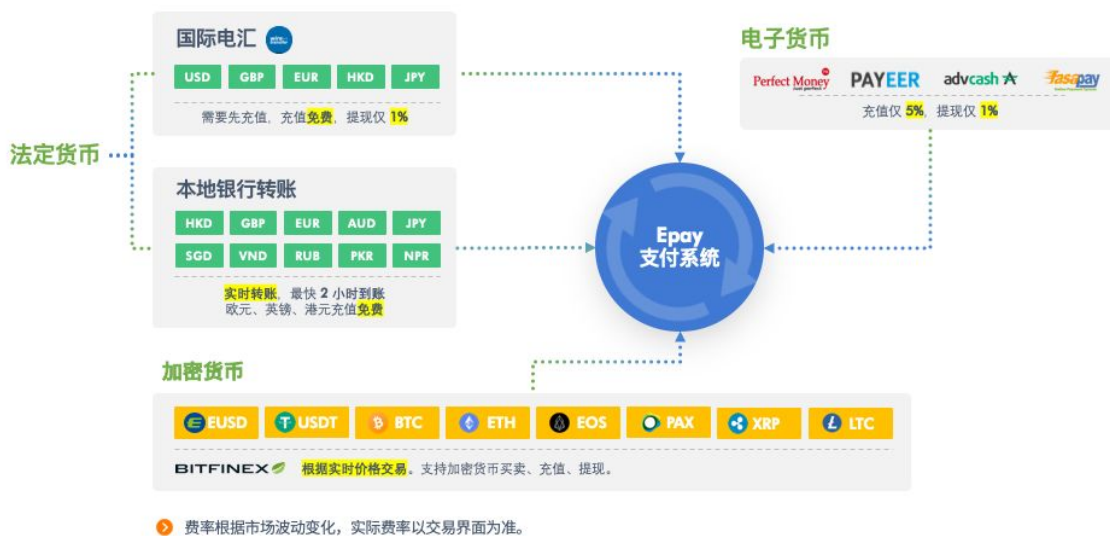 国际电汇
USD GBP EUR HKD JPY
需要先充值，充值免费，提现仅 1%
法定货币
本地银行转账
HKD GBP EUR AUD JPY
SGD VND RUB PKR NPR
实时转账，最快 2 小时到账
欧元、英镑、港元充值免费
Epay
支付系统
电子货币
Perfect Money PAYEER advcash fasapay
充值仅 5%，提现仅 1%
加密货币
EUSD USDT BTC ETH EOS PAX XRP LTC
BITFINEX 根据实时价格交易。支持加密货币买卖、充值、提现。
费率根据市场波动变化，实际费率以交易界面为准。